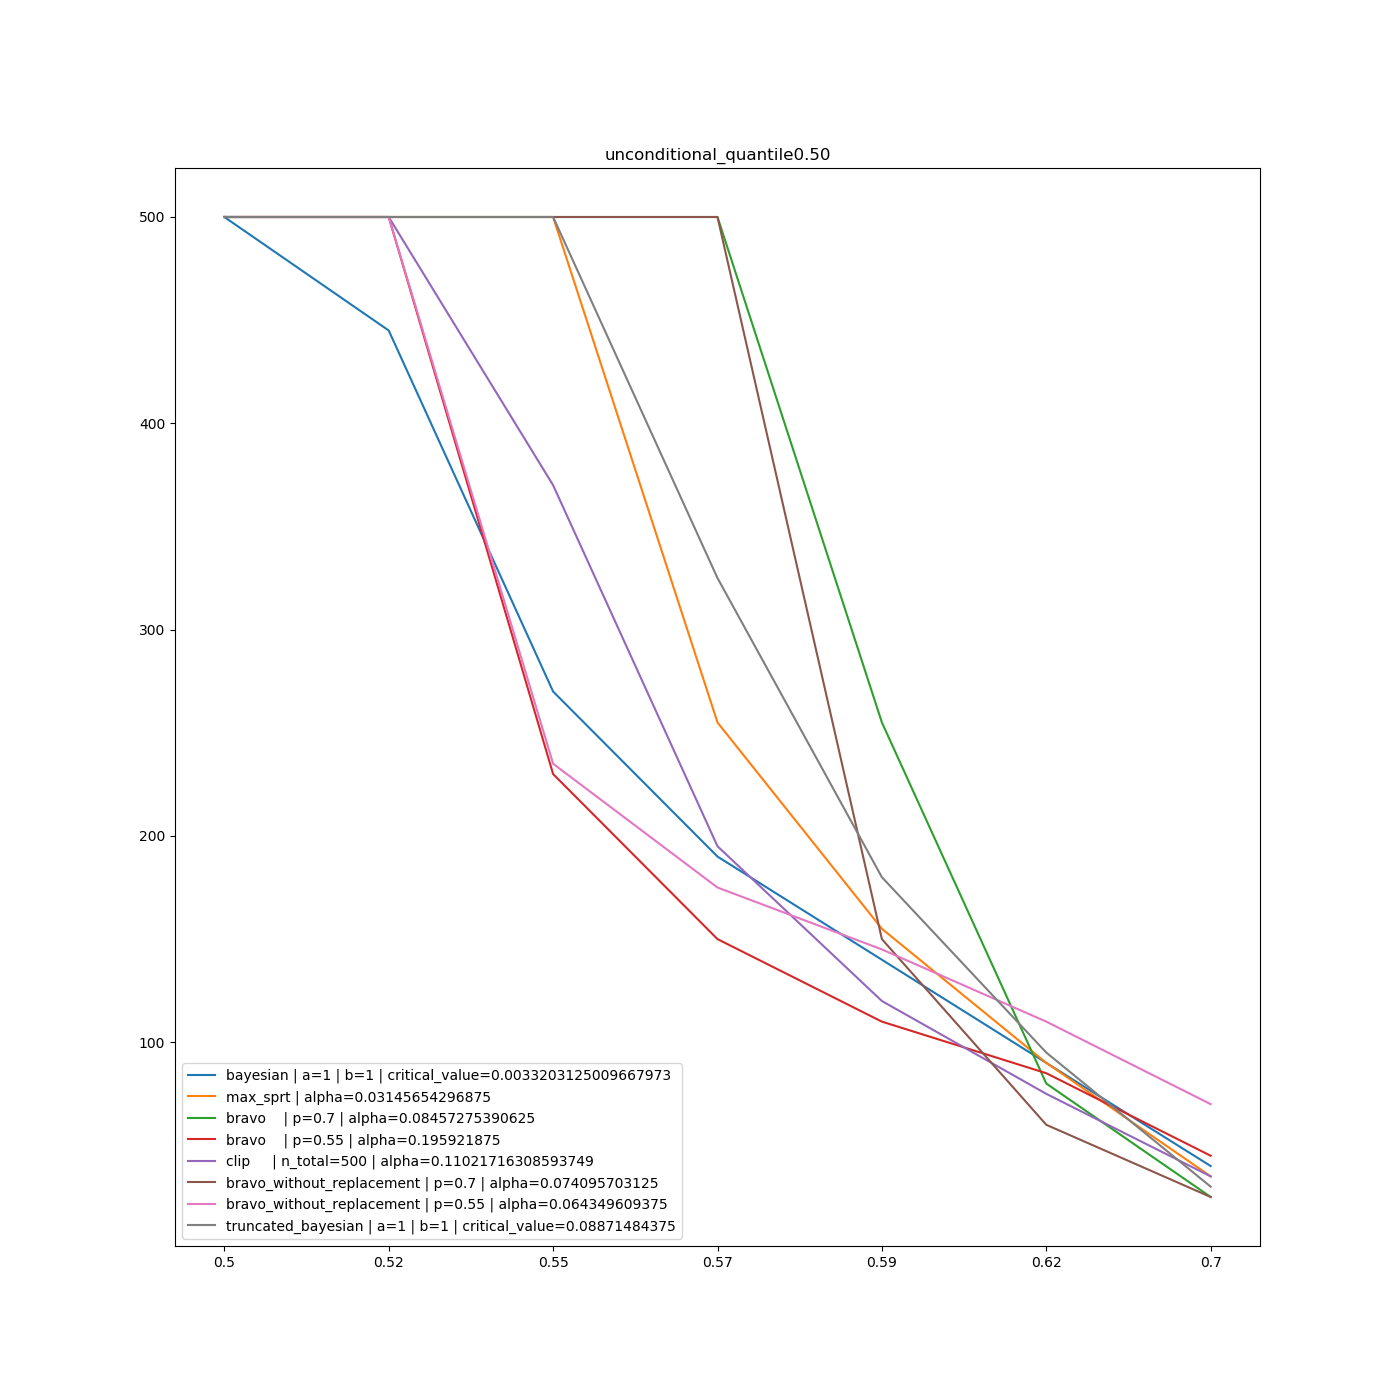 unconditional_quantile0.50
500
400
300
200
100
bayesian | a=1 | b=1 | critical_value=0.0033203125009667973
max_sprt | alpha=0.03145654296875
bravo    | p=0.7 | alpha=0.08457275390625
bravo    | p=0.55 | alpha=0.195921875
clip     | n_total=500 | alpha=0.11021716308593749
bravo_without_replacement | p=0.7 | alpha=0.074095703125
bravo_without_replacement | p=0.55 | alpha=0.064349609375
truncated_bayesian | a=1 | b=1 | critical_value=0.08871484375
0.5 0.52 0.55 0.57 0.59 0.62 0.7